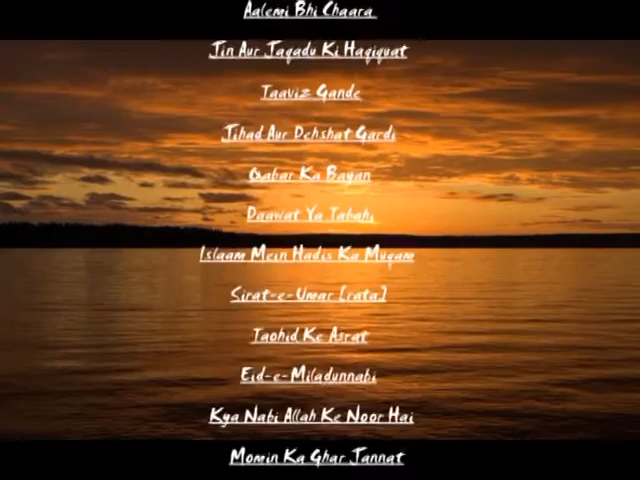 Aalemi Bhi Chaara
Jin Aur Jaqadu Ki Haqiquat
Taaviz Gande
Jihad Aur Dehshat Gardi
Qabar Ka Bayan
Daawat Ya Tabahi
Islaam Mein Hadis Ka Muqam
Sirat-e-Umar [rata]
Taohid Ke Asrat
Eid-e-Miladunnabi
Kya Nabi Allah Ke Noor Hai
Momin Ka Ghar Jannat